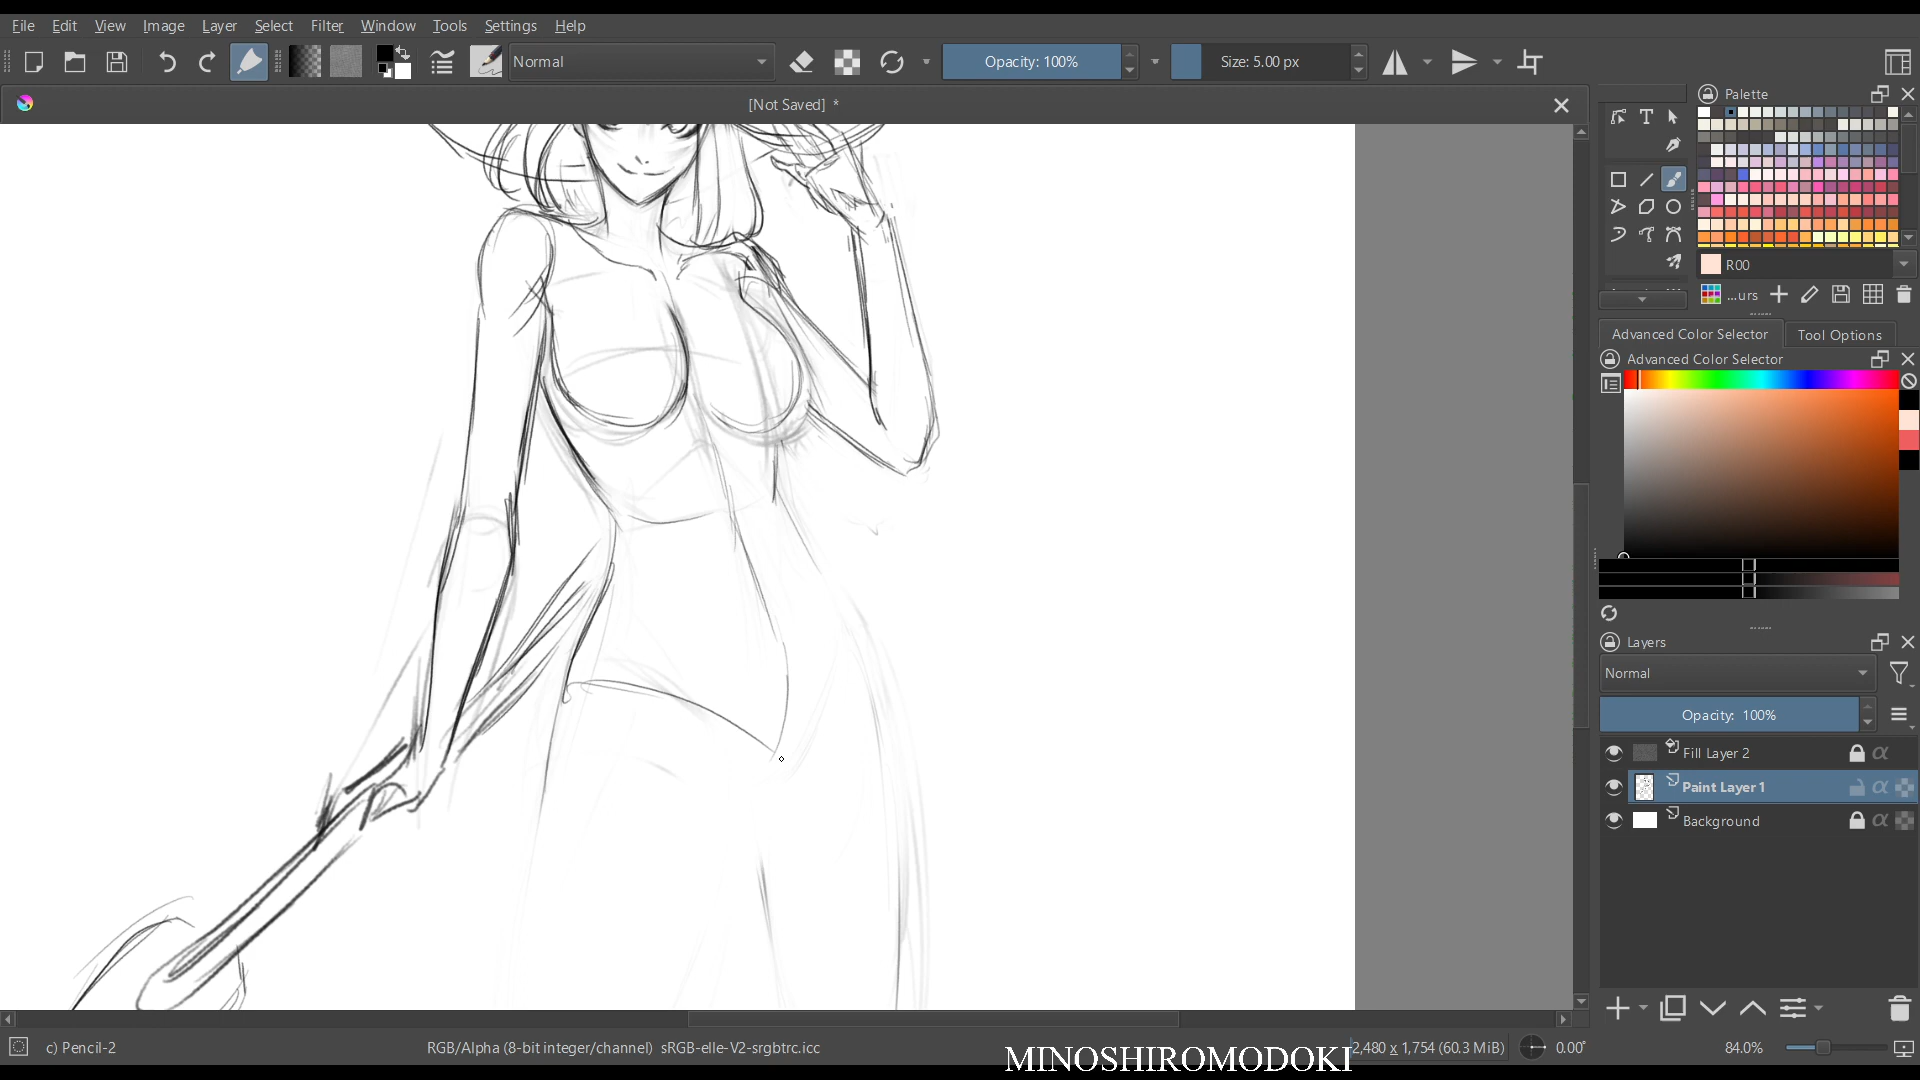 File Edit View Image Layer Select Filter Window Tools Settings Help
Normal Opacity: 100% Size: 5.00 px
[Not Saved] *
Palette
T
R00
...urs
Advanced Color Selector Tool Options
Advanced Color Selector
Layers
Normal
Opacity: 100%
Fill Layer 2
Paint Layer 1
Background
c) Pencil-2 RGB/Alpha (8-bit integer/channel) sRGB-elle-V2-srgbtrc.icc 2,480 x 1,754 (60.3 MiB) 0.00° 84.0%
MINOSHIROMODOKI